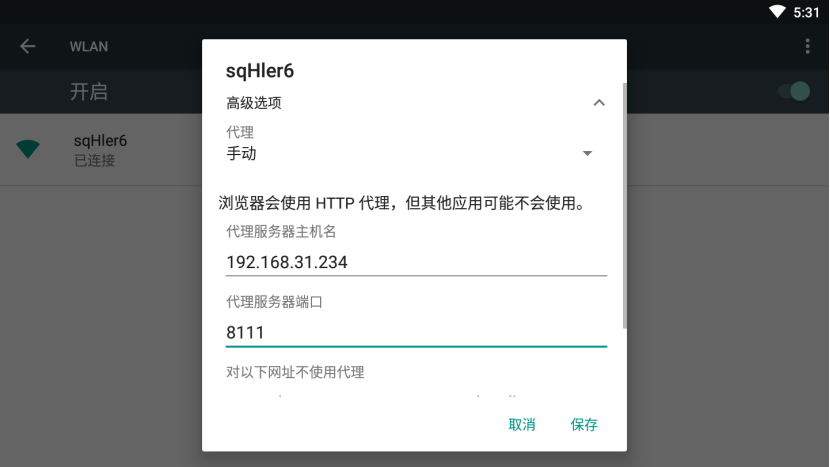 5:31
WLAN
开启
sqHler6
已连接
sqHler6
高级选项
代理
手动
浏览器会使用 HTTP 代理，但其他应用可能不会使用。
代理服务器主机名
192.168.31.234
代理服务器端口
8111
对以下网址不使用代理
取消
保存